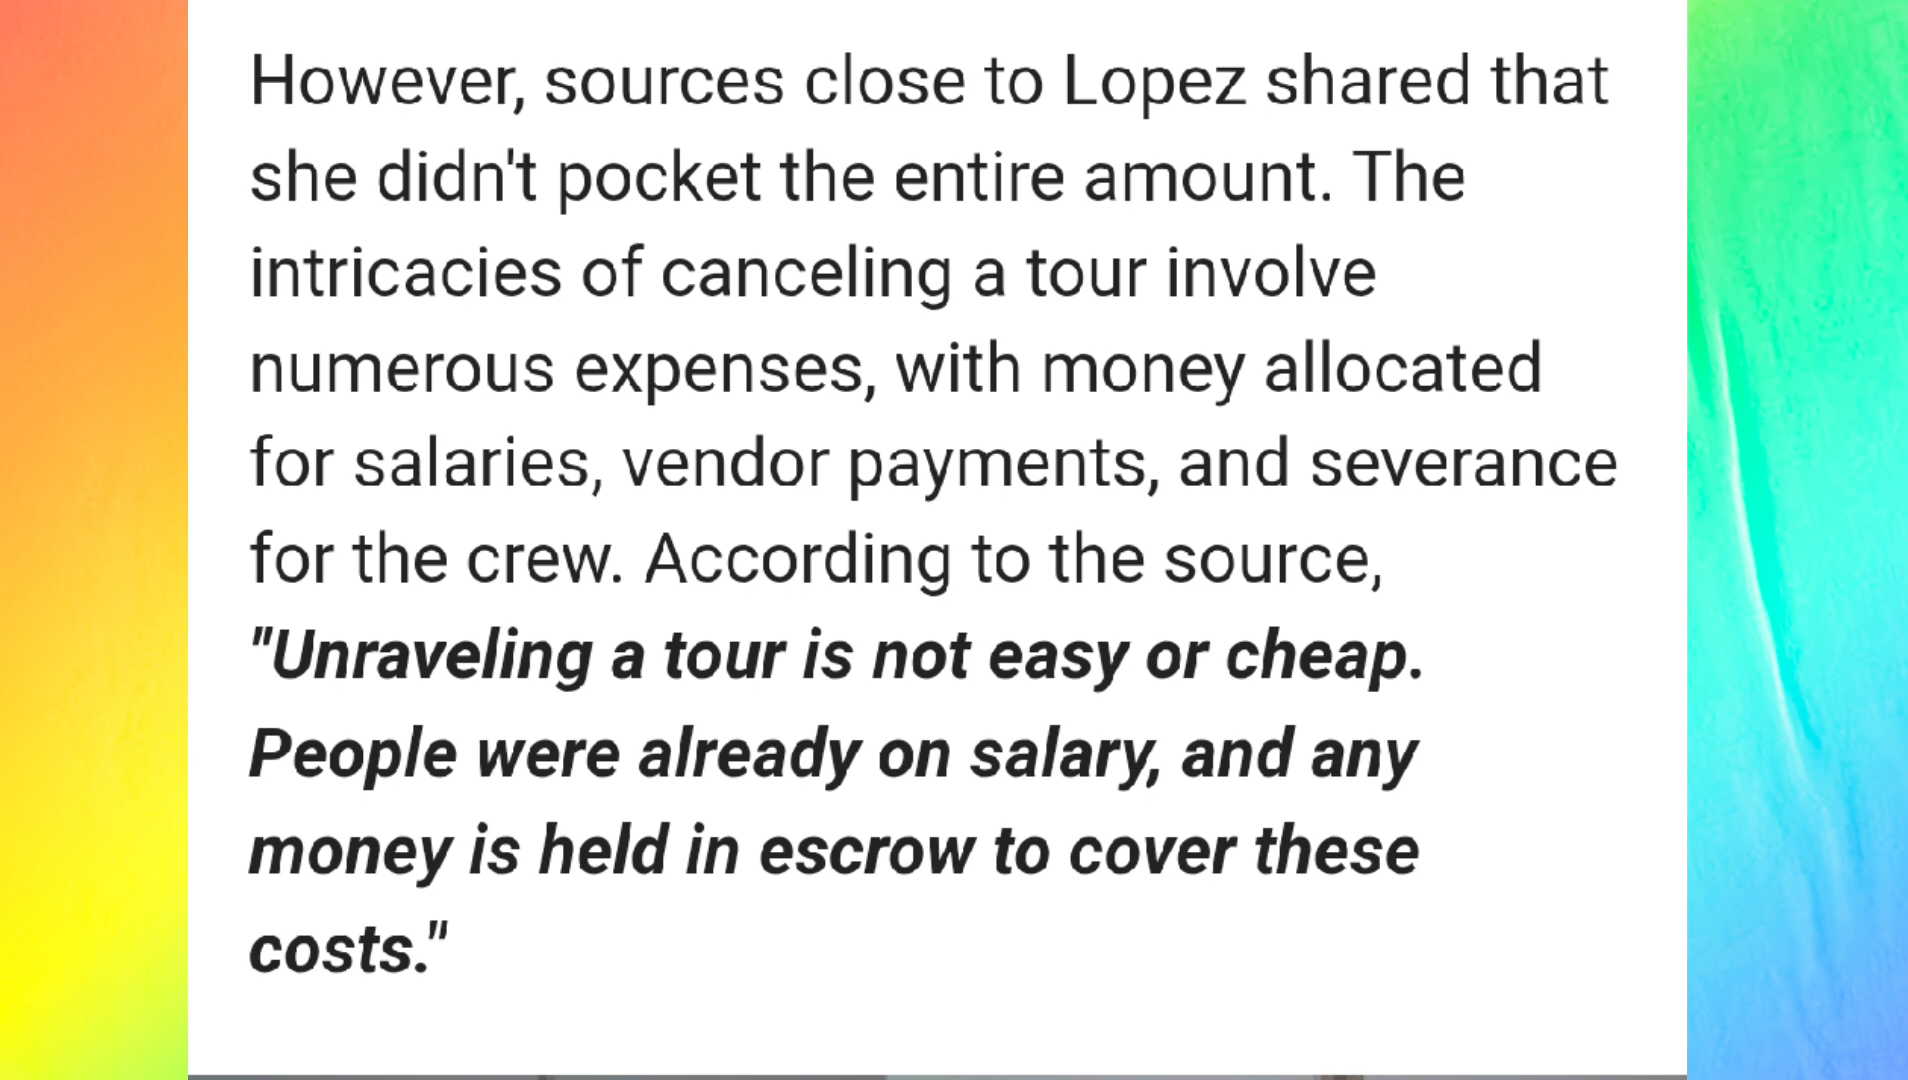 However, sources close to Lopez shared that
she didn't pocket the entire amount. The
intricacies of canceling a tour involve
numerous expenses, with money allocated
for salaries, vendor payments, and severance
for the crew. According to the source,
"Unraveling a tour is not easy or cheap.
People were already on salary, and any
money is held in escrow to cover these
costs."